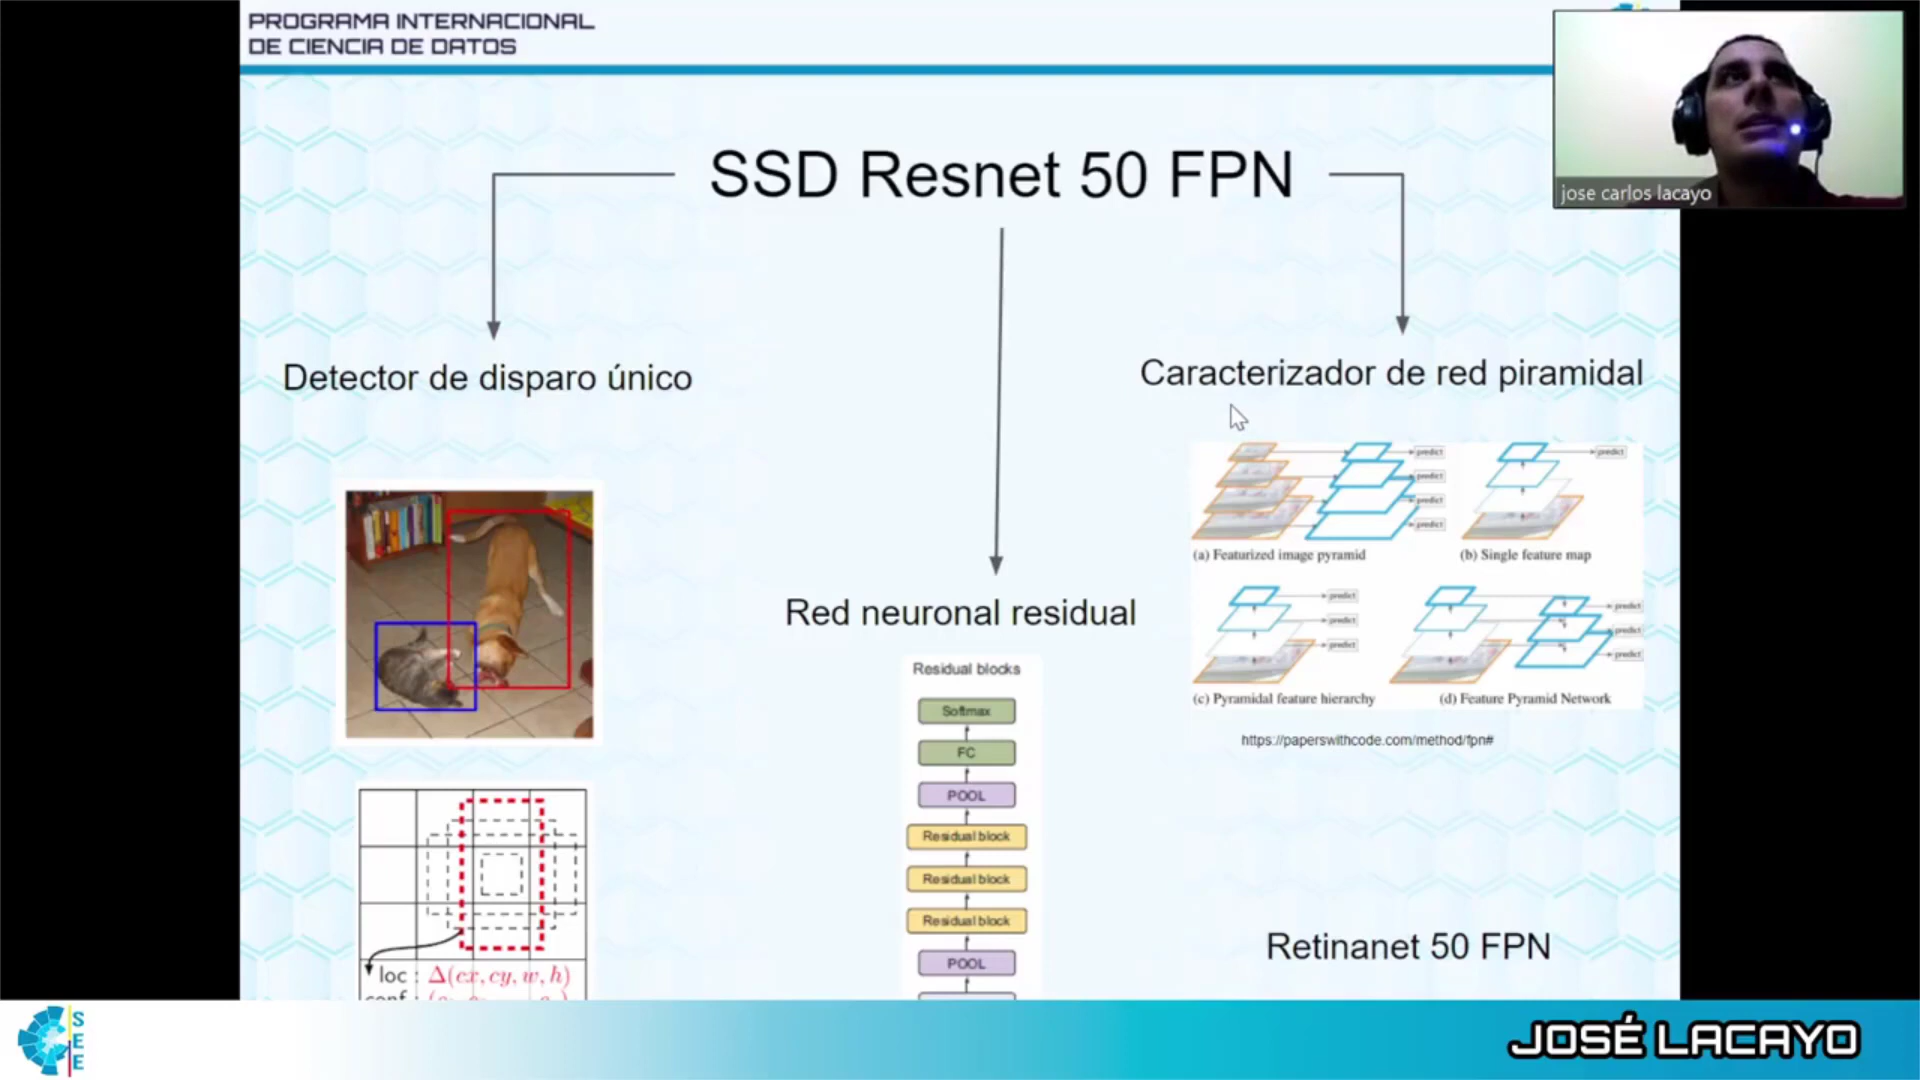 PROGRAMA INTERNACIONAL
DE CIENCIA DE DATOS
jose carlos lacayo
SSD Resnet 50 FPN
Detector de disparo único
Caracterizador de red piramidal
Red neuronal residual
predict
predict
predict
predict
(a) Featurized image pyramid
predict
(b) Single feature map
predict
predict
predict
(c) Pyramidal feature hierarchy
predict
predict
predict
(d) Feature Pyramid Network
https://paperswithcode.com/method/fpn#
Residual blocks
Softmax
FC
POOL
Residual block
Residual block
Residual block
POOL
loc : Δ(cx, cy, w, h)
Retinanet 50 FPN
SEE
JOSÉ LACAYO